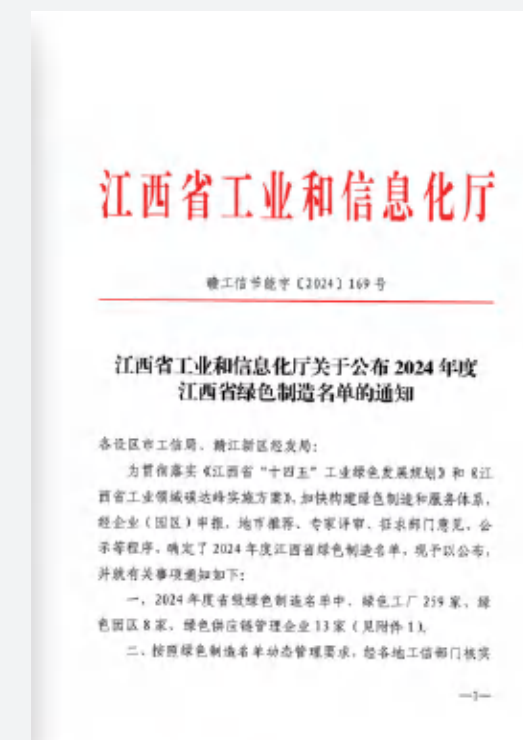 江西省工业和信息化厅
赣工信节能字〔2024〕169号
江西省工业和信息化厅关于公布2024年度
江西省绿色制造名单的通知
各设区市工信局、赣江新区经发局：
为贯彻落实《江西省“十四五”工业绿色发展规划》和《江
西省工业领域碳达峰实施方案》，加快构建绿色制造和服务体系，
经企业（园区）申报、地市推荐、专家评审、征求部门意见、公
示等程序，确定了2024年度江西省绿色制造名单，现予以公布，
并就有关事项通知如下：
一、2024年度省级绿色制造名单中，绿色工厂259家、绿
色园区8家、绿色供应链管理企业13家（见附件1）。
二、按照绿色制造名单动态管理要求，经各地工信部门核实
—1—